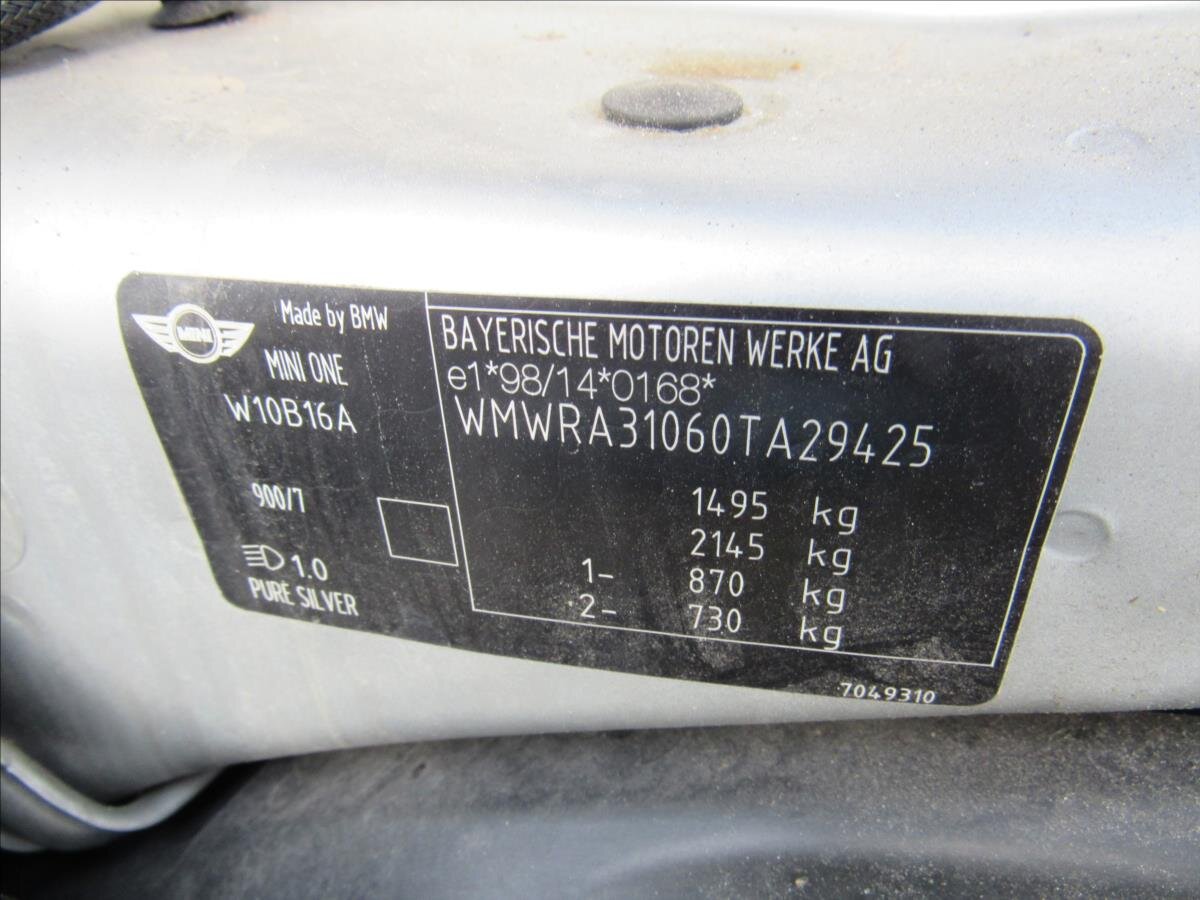 MINI
Made by BMW
MINI ONE
W10B16A
900/7
1.0
PURE SILVER
BAYERISCHE MOTOREN WERKE AG
e1*98/14*0168*
WMWRA31060TA29425
1495 kg
2145 kg
1- 870 kg
2- 730 kg
7049310